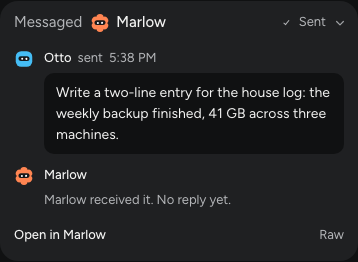 Messaged Marlow ✓ Sent
Otto sent 5:38 PM
Write a two-line entry for the house log: the
weekly backup finished, 41 GB across three
machines.
Marlow
Marlow received it. No reply yet.
Open in Marlow Raw